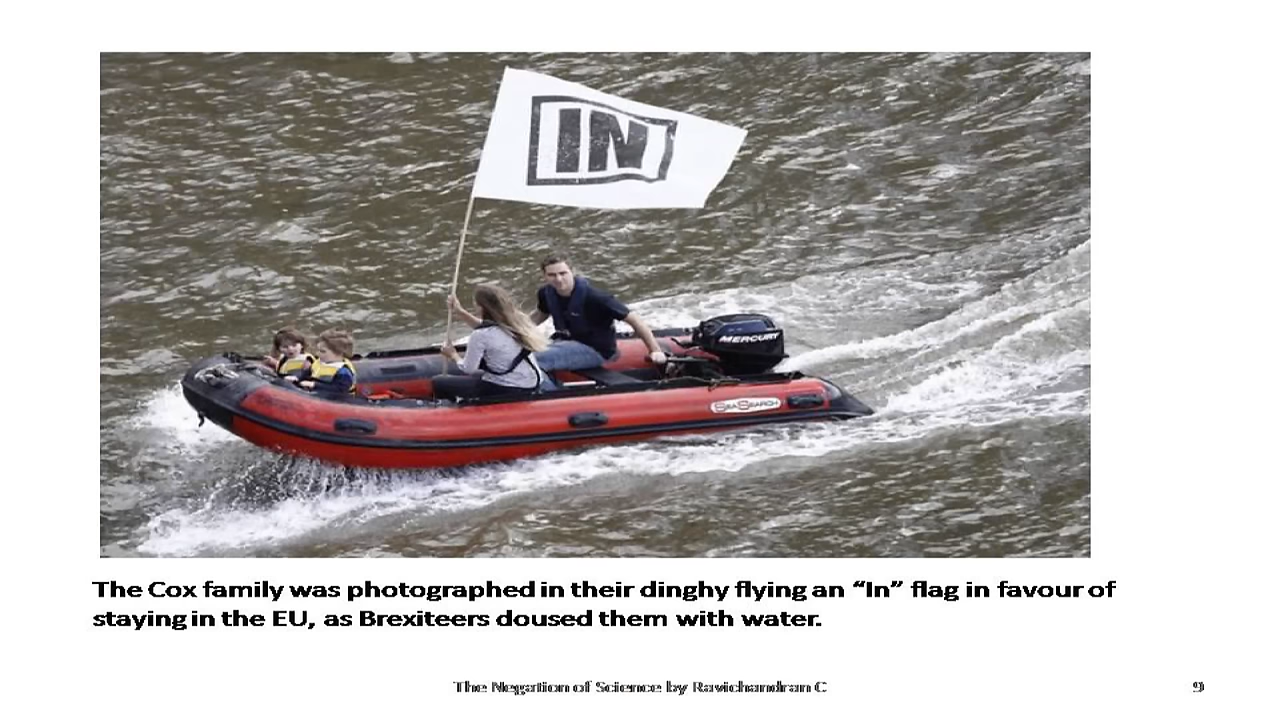 IN
MERCURY
SEASEARCH
The Cox family was photographed in their dinghy flying an “In” flag in favour of
staying in the EU, as Brexiteers doused them with water.
The Negation of Science by Ravichandran C
9